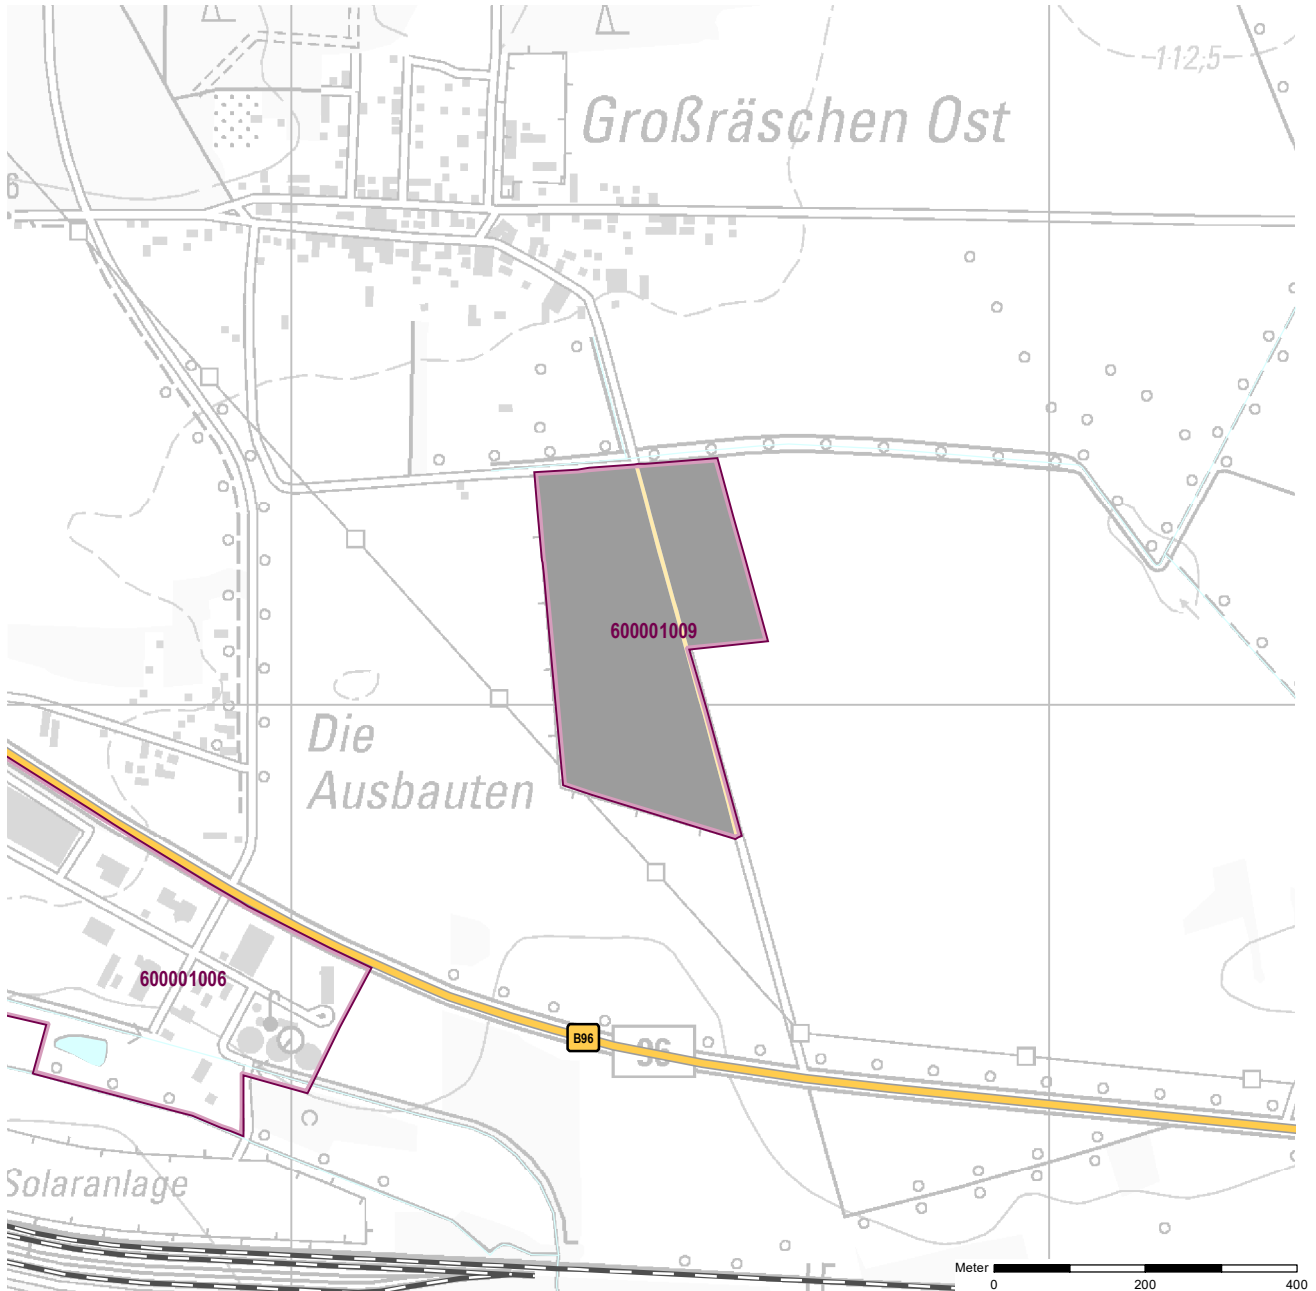 112,5
Großräschen Ost
6
600001009
Die
Ausbauten
600001006
B96
96
Solaranlage
Meter
0
200
400